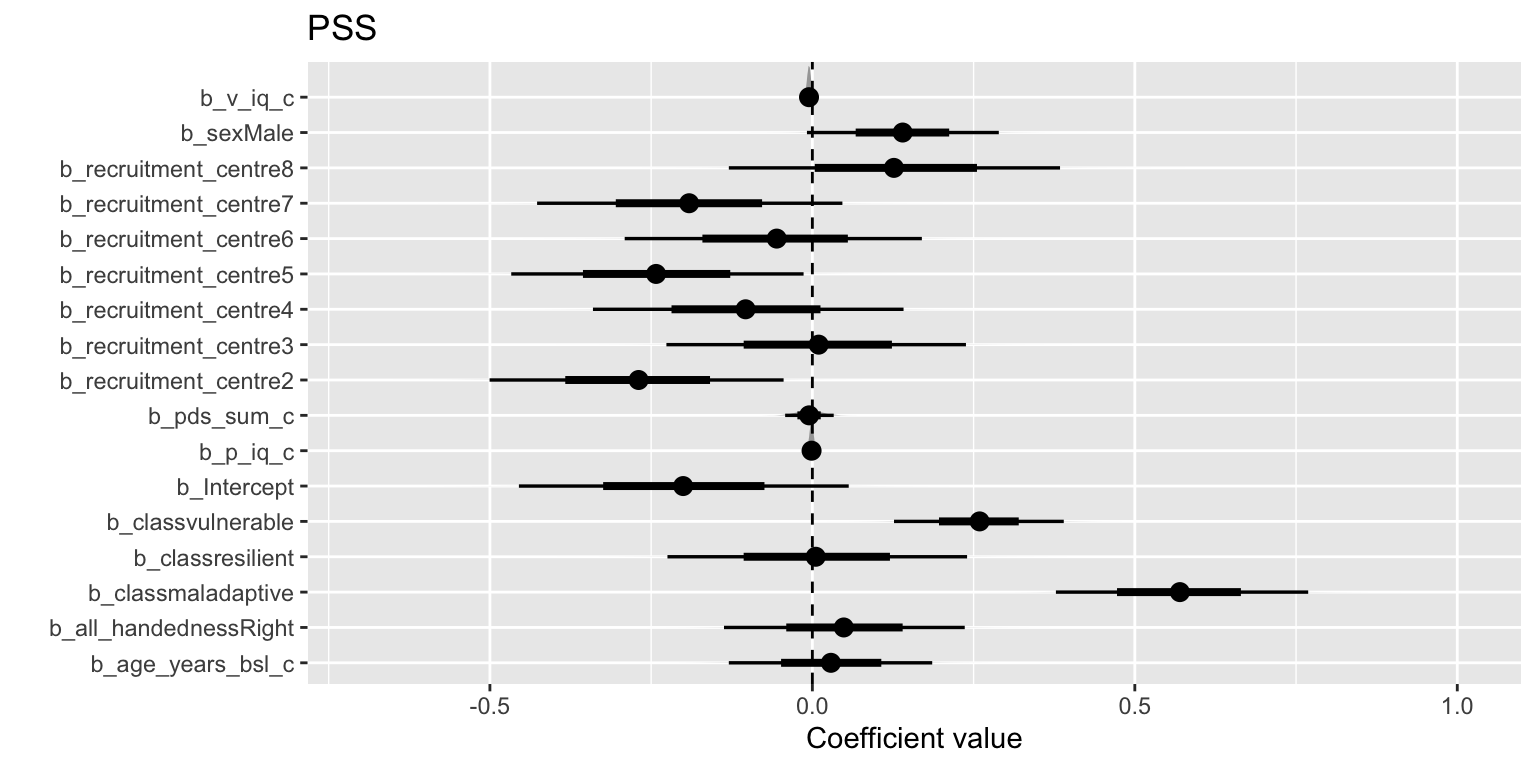 PSS
b_v_iq_c
b_sexMale
b_recruitment_centre8
b_recruitment_centre7
b_recruitment_centre6
b_recruitment_centre5
b_recruitment_centre4
b_recruitment_centre3
b_recruitment_centre2
b_pds_sum_c
b_p_iq_c
b_Intercept
b_classvulnerable
b_classresilient
b_classmaladaptive
b_all_handednessRight
b_age_years_bsl_c
-0.5 0.0 0.5 1.0
Coefficient value